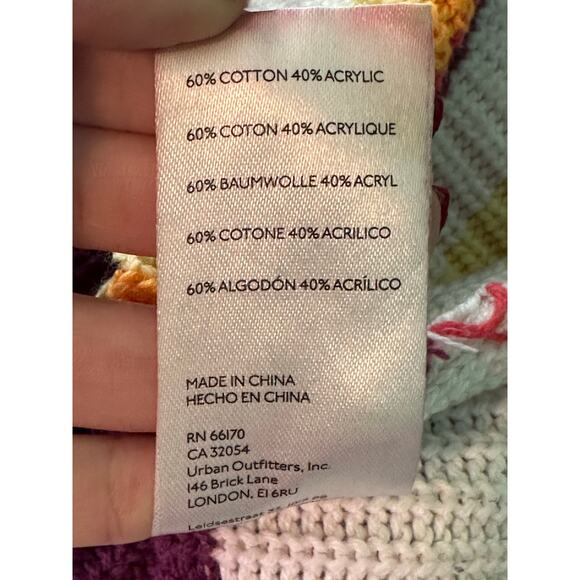 60% COTTON 40% ACRYLIC
60% COTON 40% ACRYLIQUE
60% BAUMWOLLE 40% ACRYL
60% COTONE 40% ACRILICO
60% ALGODÓN 40% ACRÍLICO
MADE IN CHINA
HECHO EN CHINA
RN 66170
CA 32054
Urban Outfitters, Inc.
146 Brick Lane
LONDON, E1 6RU
Leidsestraat